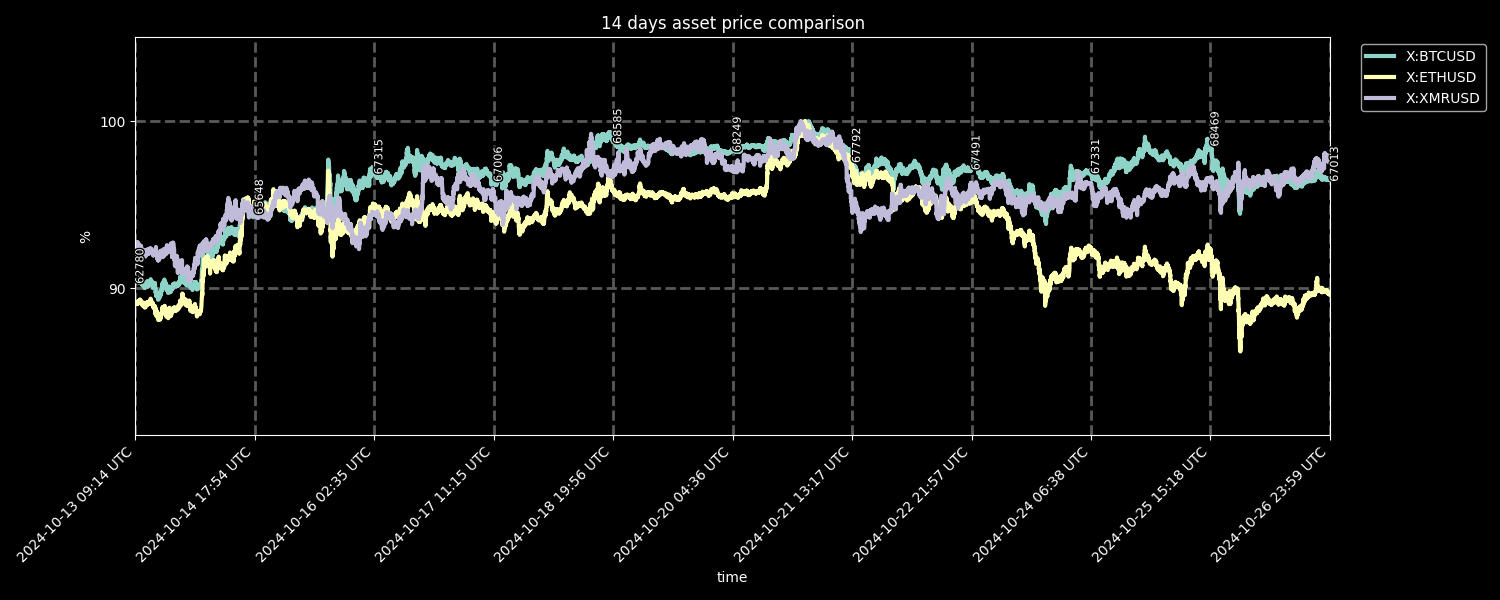 14 days asset price comparison
X:BTCUSD
X:ETHUSD
X:XMRUSD
%
100
90
62780
65648
67315
67006
68585
68249
67792
67491
67331
68469
67013
2024-10-13 09:14 UTC
2024-10-14 17:54 UTC
2024-10-16 02:35 UTC
2024-10-17 11:15 UTC
2024-10-18 19:56 UTC
2024-10-20 04:36 UTC
2024-10-21 13:17 UTC
2024-10-22 21:57 UTC
2024-10-24 06:38 UTC
2024-10-25 15:18 UTC
2024-10-26 23:59 UTC
time